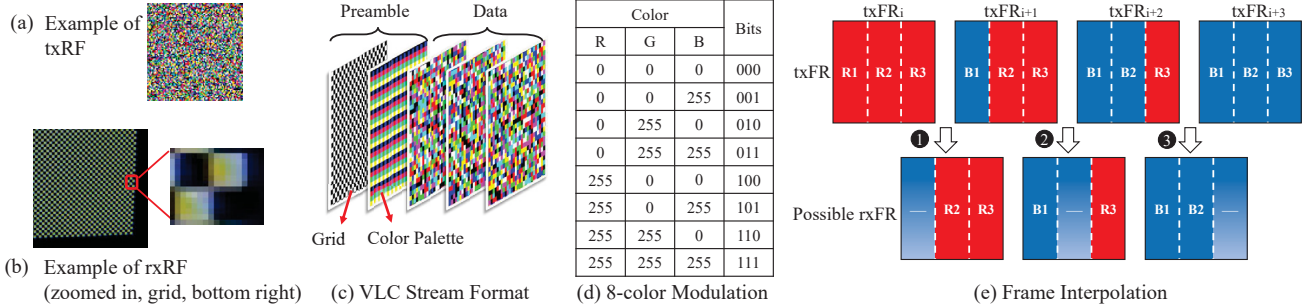 (a) Example of
txRF
(b) Example of rxRF
(zoomed in, grid, bottom right)
Preamble Data
Grid Color Palette
(c) VLC Stream Format
Color Bits
R G B
0 0 0 000
0 0 255 001
0 255 0 010
0 255 255 011
255 0 0 100
255 0 255 101
255 255 0 110
255 255 255 111
(d) 8-color Modulation
txFRi txFRi+1 txFRi+2 txFRi+3
txFR R1 R2 R3 B1 R2 R3 B1 B2 R3 B1 B2 B3
1 2 3
Possible rxFR — R2 R3 B1 — R3 B1 B2 —
(e) Frame Interpolation